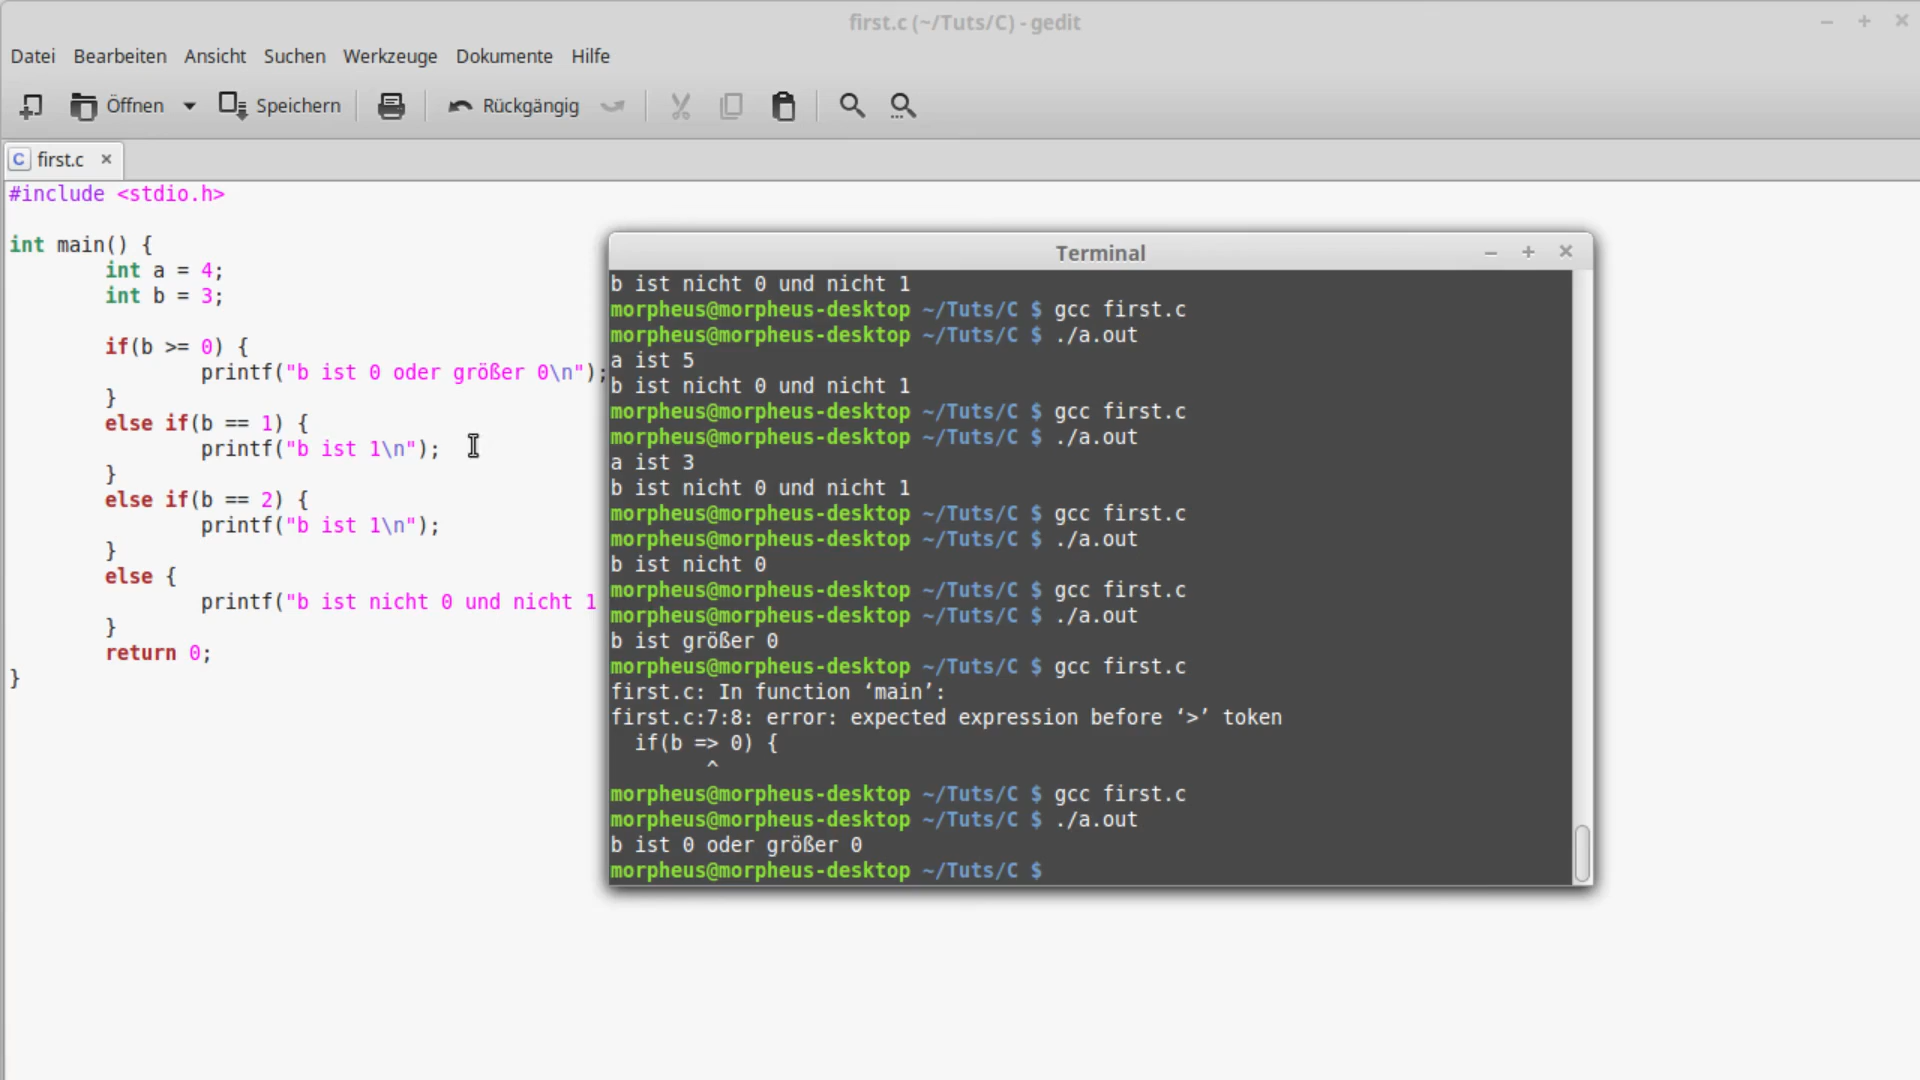 first.c (~/Tuts/C) - gedit
Datei Bearbeiten Ansicht Suchen Werkzeuge Dokumente Hilfe
Öffnen Speichern Rückgängig
C first.c
#include <stdio.h>
int main() {
int a = 4;
int b = 3;
if(b >= 0) {
printf("b ist 0 oder größer 0\n");
}
else if(b == 1) {
printf("b ist 1\n");
}
else if(b == 2) {
printf("b ist 1\n");
}
else {
printf("b ist nicht 0 und nicht 1
}
return 0;
}
Terminal
b ist nicht 0 und nicht 1
morpheus@morpheus-desktop ~/Tuts/C $ gcc first.c
morpheus@morpheus-desktop ~/Tuts/C $ ./a.out
a ist 5
b ist nicht 0 und nicht 1
morpheus@morpheus-desktop ~/Tuts/C $ gcc first.c
morpheus@morpheus-desktop ~/Tuts/C $ ./a.out
a ist 3
b ist nicht 0 und nicht 1
morpheus@morpheus-desktop ~/Tuts/C $ gcc first.c
morpheus@morpheus-desktop ~/Tuts/C $ ./a.out
b ist nicht 0
morpheus@morpheus-desktop ~/Tuts/C $ gcc first.c
morpheus@morpheus-desktop ~/Tuts/C $ ./a.out
b ist größer 0
morpheus@morpheus-desktop ~/Tuts/C $ gcc first.c
first.c: In function ‘main’:
first.c:7:8: error: expected expression before ‘>’ token
if(b => 0) {
^
morpheus@morpheus-desktop ~/Tuts/C $ gcc first.c
morpheus@morpheus-desktop ~/Tuts/C $ ./a.out
b ist 0 oder größer 0
morpheus@morpheus-desktop ~/Tuts/C $